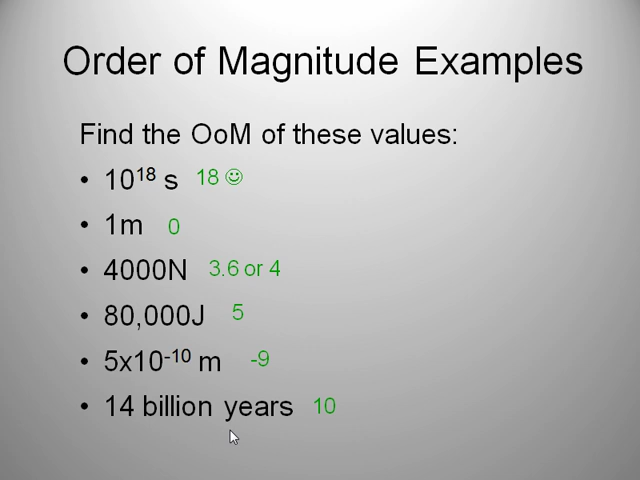 Order of Magnitude Examples
Find the OoM of these values:
• 10¹⁸ s 18 ☺
• 1m 0
• 4000N 3.6 or 4
• 80,000J 5
• 5x10⁻¹⁰ m -9
• 14 billion years 10